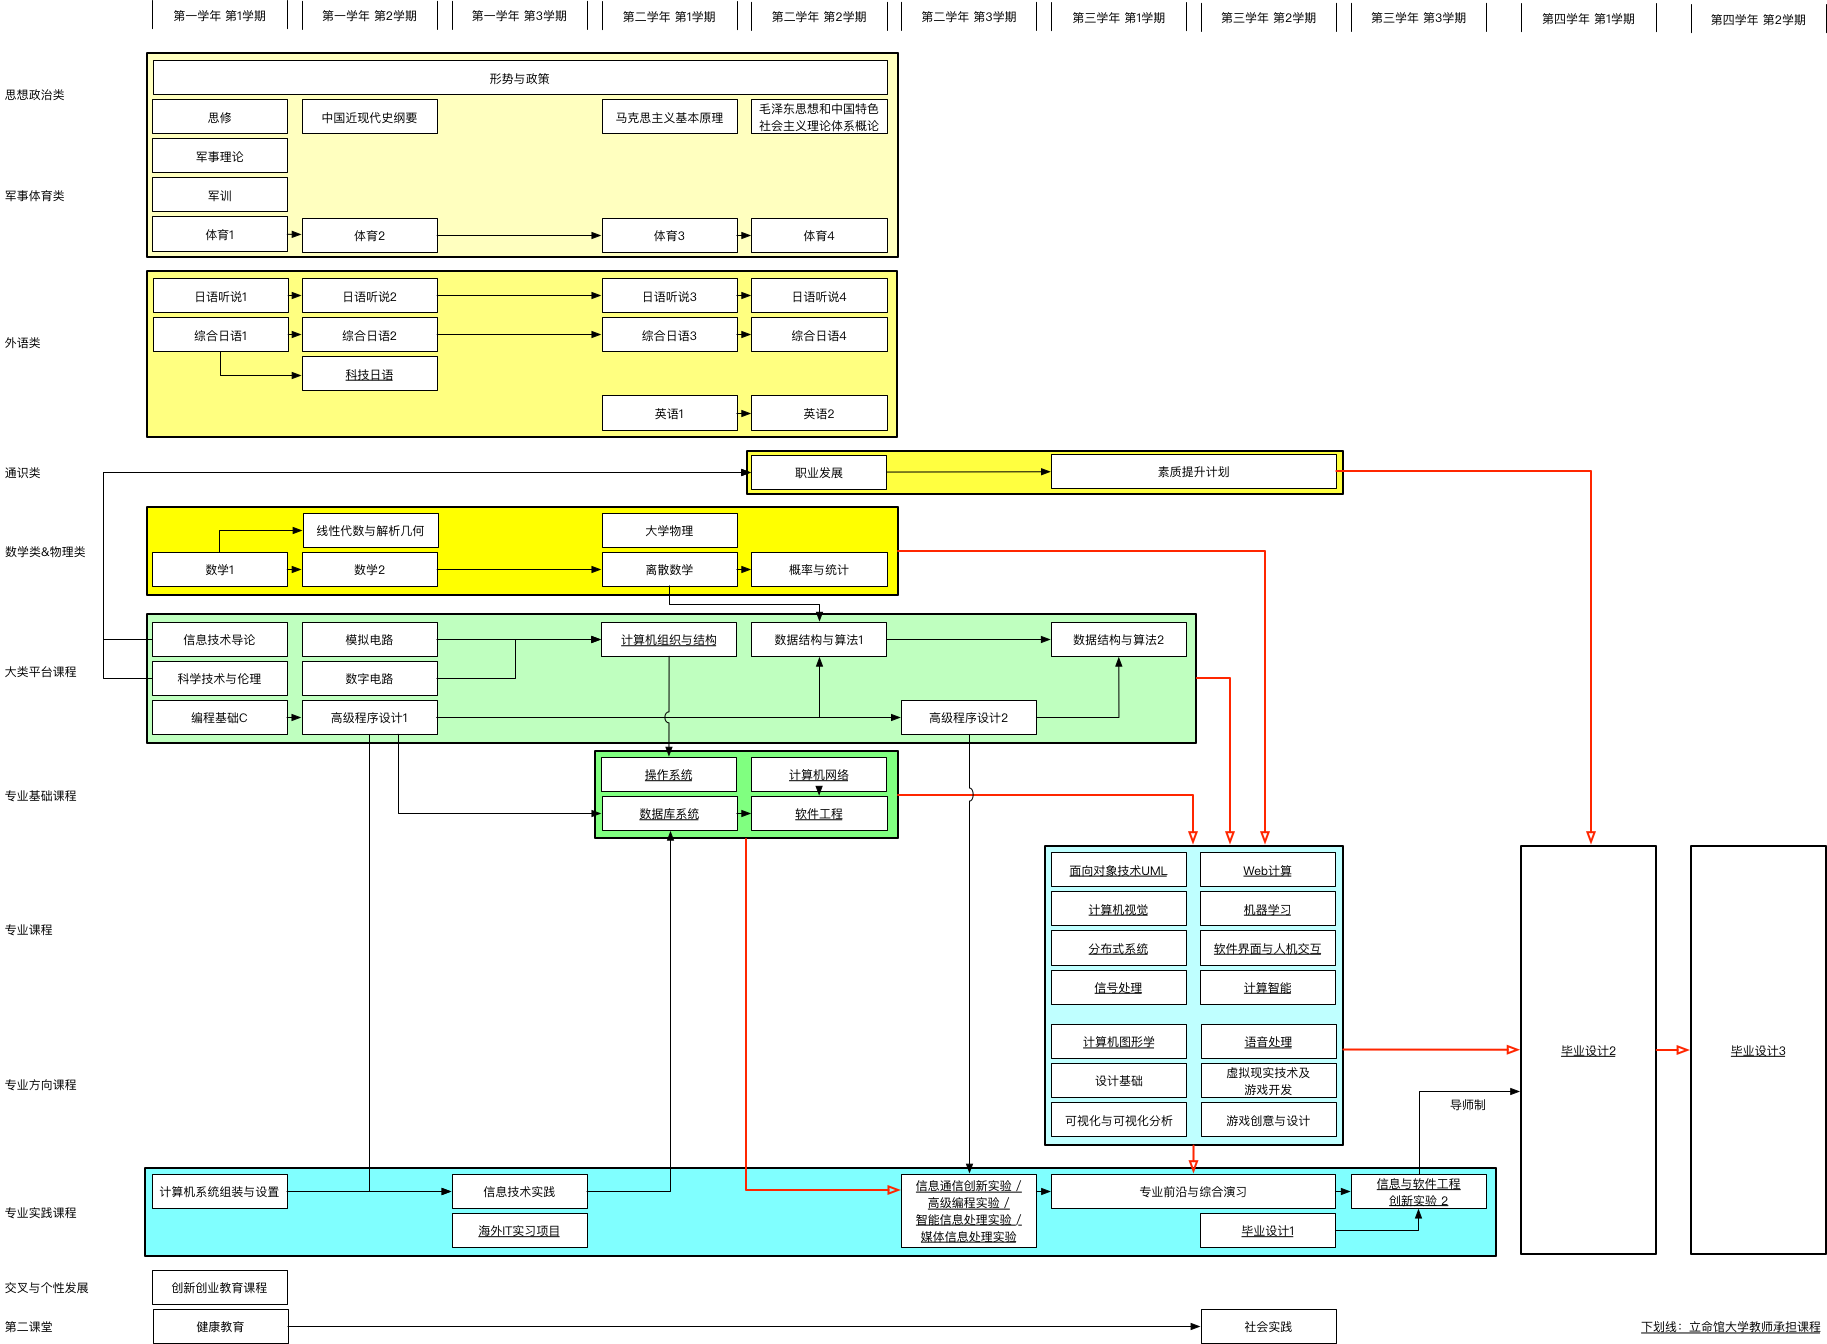 第一学年 第1学期
第一学年 第2学期
第一学年 第3学期
第二学年 第1学期
第二学年 第2学期
第二学年 第3学期
第三学年 第1学期
第三学年 第2学期
第三学年 第3学期
第四学年 第1学期
第四学年 第2学期
思想政治类
形势与政策
思修
中国近现代史纲要
马克思主义基本原理
毛泽东思想和中国特色
社会主义理论体系概论
军事理论
军事体育类
军训
体育1
体育2
体育3
体育4
外语类
日语听说1
日语听说2
日语听说3
日语听说4
综合日语1
综合日语2
综合日语3
综合日语4
科技日语
英语1
英语2
通识类
职业发展
素质提升计划
数学类&物理类
线性代数与解析几何
大学物理
数学1
数学2
离散数学
概率与统计
大类平台课程
信息技术导论
模拟电路
计算机组织与结构
数据结构与算法1
数据结构与算法2
科学技术与伦理
数字电路
编程基础C
高级程序设计1
高级程序设计2
专业基础课程
操作系统
计算机网络
数据库系统
软件工程
专业课程
面向对象技术UML
Web计算
计算机视觉
机器学习
分布式系统
软件界面与人机交互
信号处理
计算智能
专业方向课程
计算机图形学
语音处理
设计基础
虚拟现实技术及
游戏开发
可视化与可视化分析
游戏创意与设计
毕业设计2
毕业设计3
导师制
专业实践课程
计算机系统组装与设置
信息技术实践
海外IT实习项目
信息通信创新实验 /
高级编程实验 /
智能信息处理实验 /
媒体信息处理实验
专业前沿与综合演习
毕业设计1
信息与软件工程
创新实验 2
交叉与个性发展
创新创业教育课程
第二课堂
健康教育
社会实践
下划线：立命馆大学教师承担课程